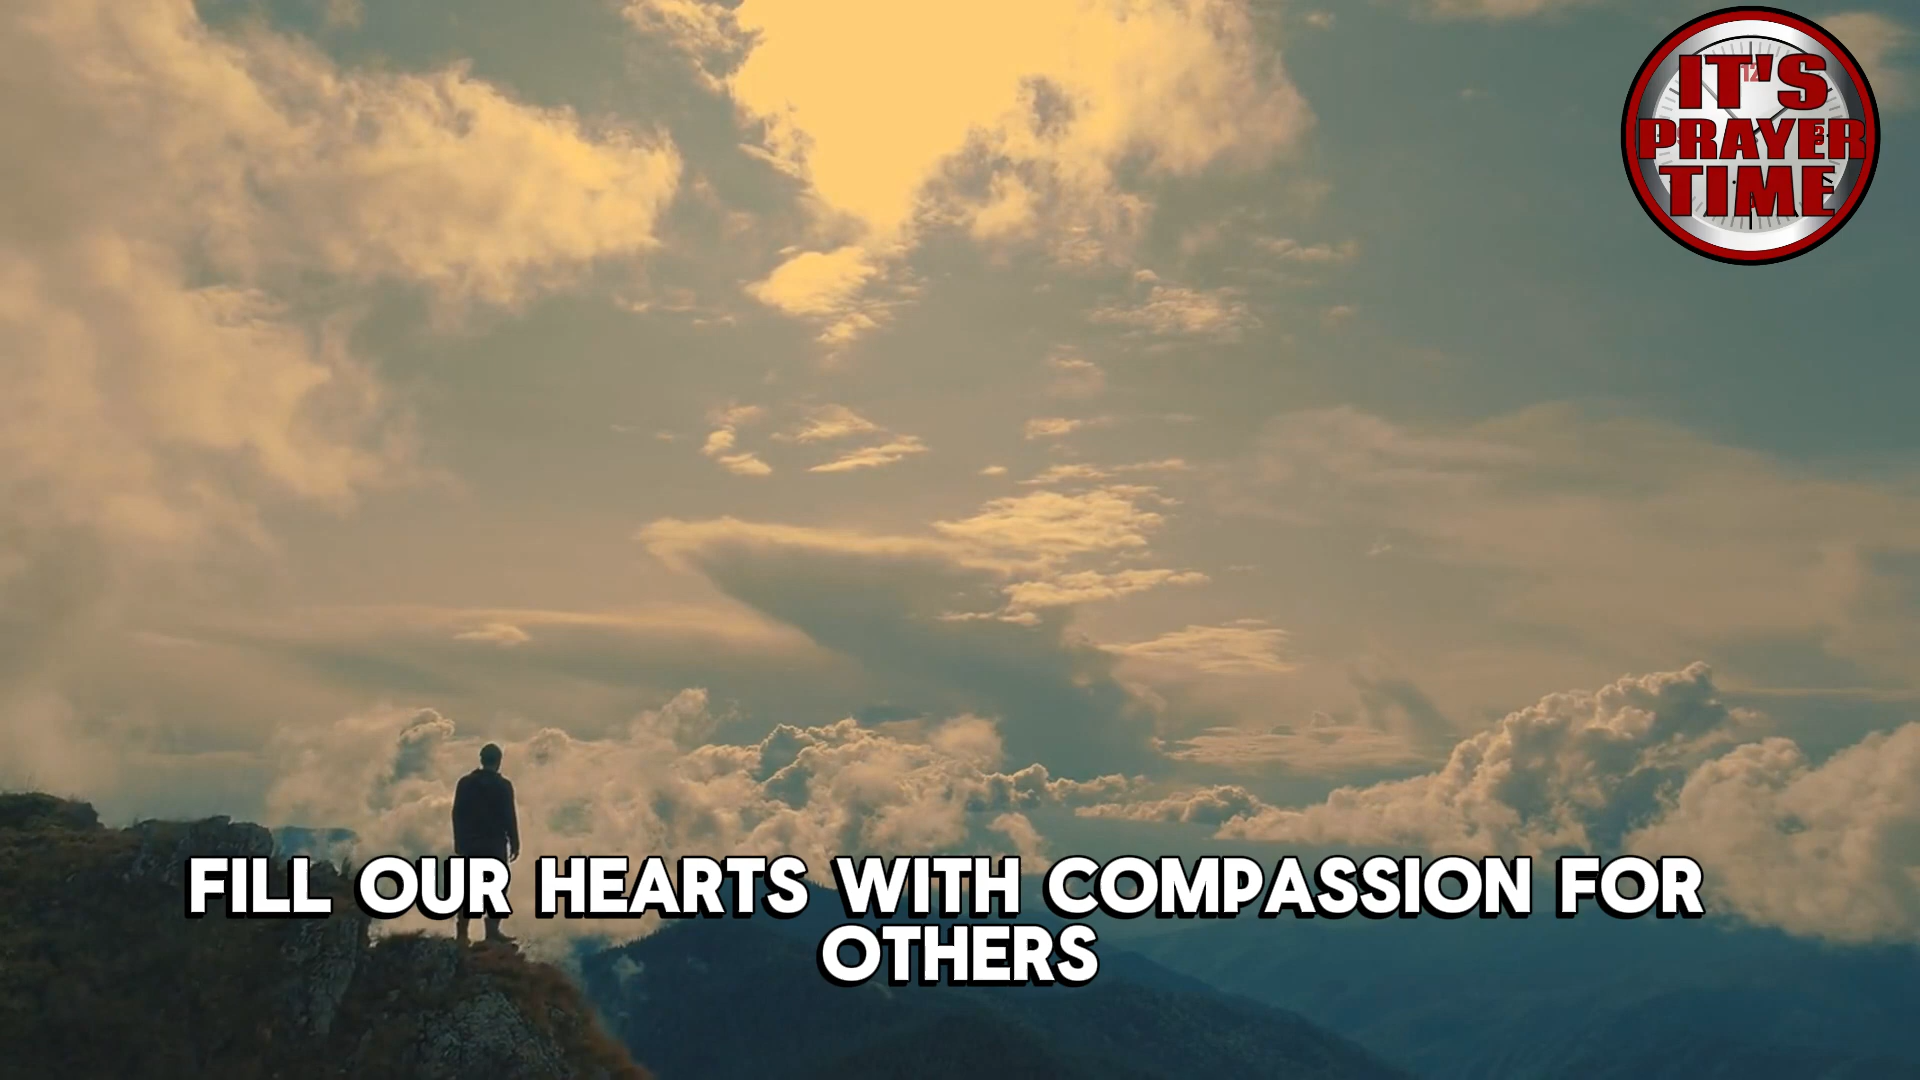 IT'S
PRAYER
TIME
FILL OUR HEARTS WITH COMPASSION FOR
OTHERS